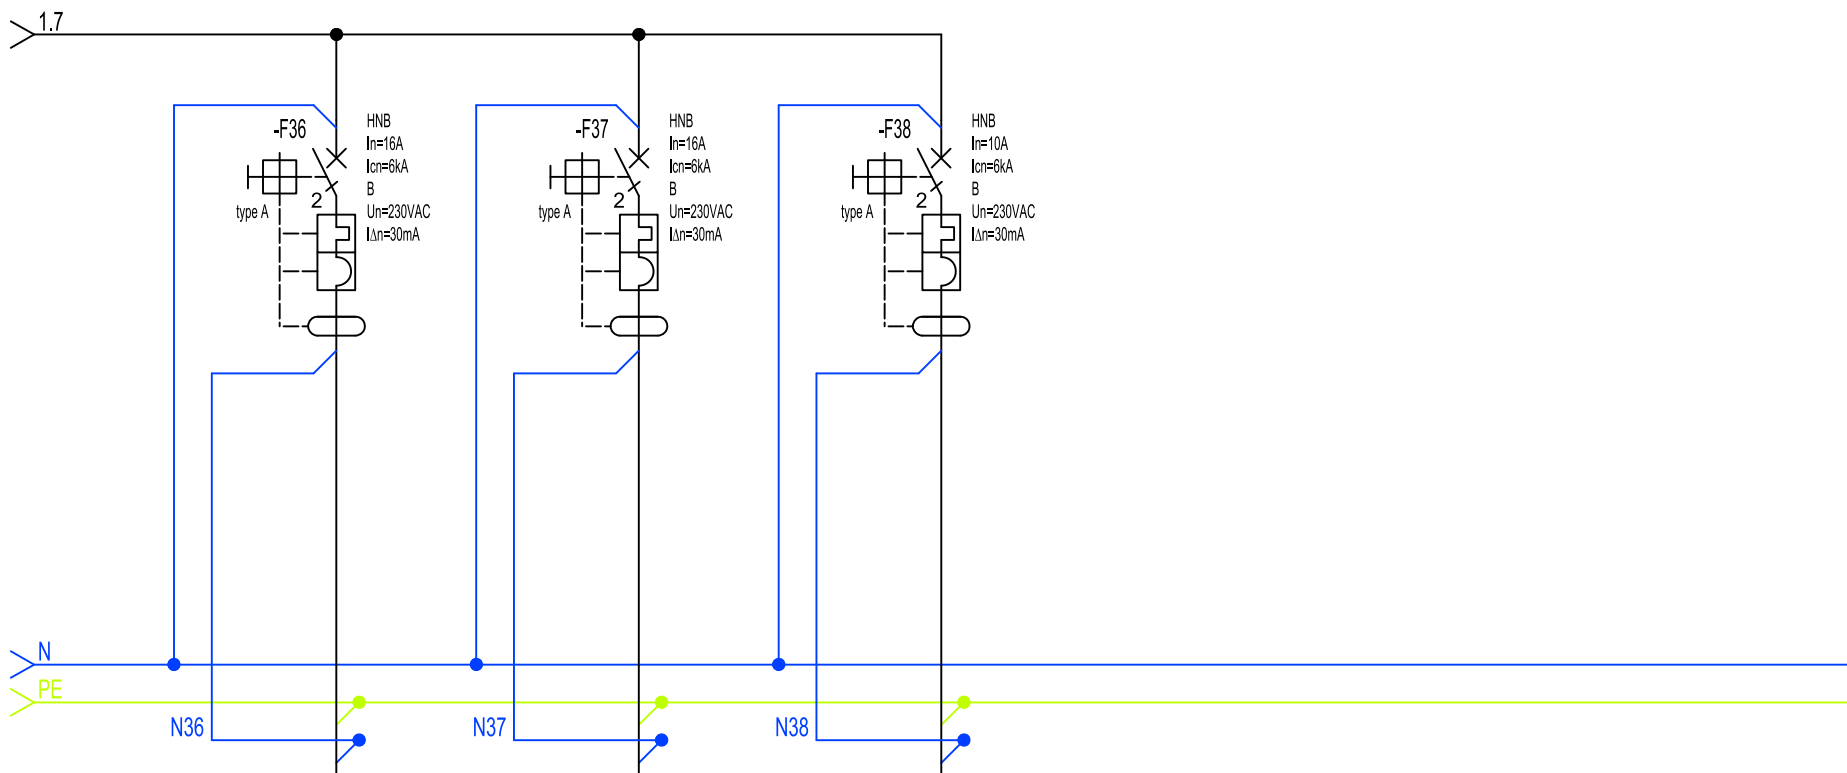 1.7
-F36
HNB
In=16A
Icn=6kA
B
Un=230VAC
IΔn=30mA
type A
2
-F37
HNB
In=16A
Icn=6kA
B
Un=230VAC
IΔn=30mA
type A
2
-F38
HNB
In=10A
Icn=6kA
B
Un=230VAC
IΔn=30mA
type A
2
N
PE
N36
N37
N38